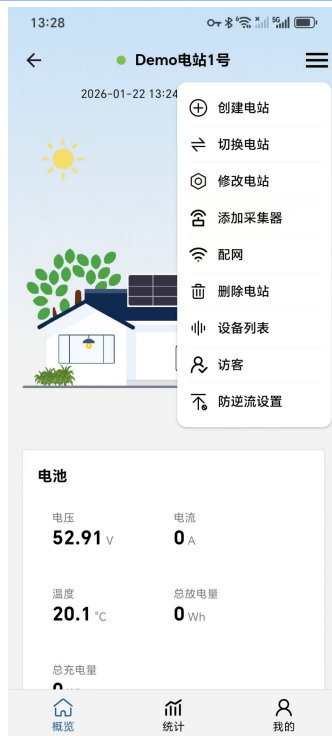 13:28
5G
Demo电站1号
2026-01-22 13:24
创建电站
切换电站
修改电站
添加采集器
配网
删除电站
设备列表
访客
防逆流设置
电池
电压
电流
52.91 V
0 A
温度
总放电量
20.1 ℃
0 Wh
总充电量
概览
统计
我的